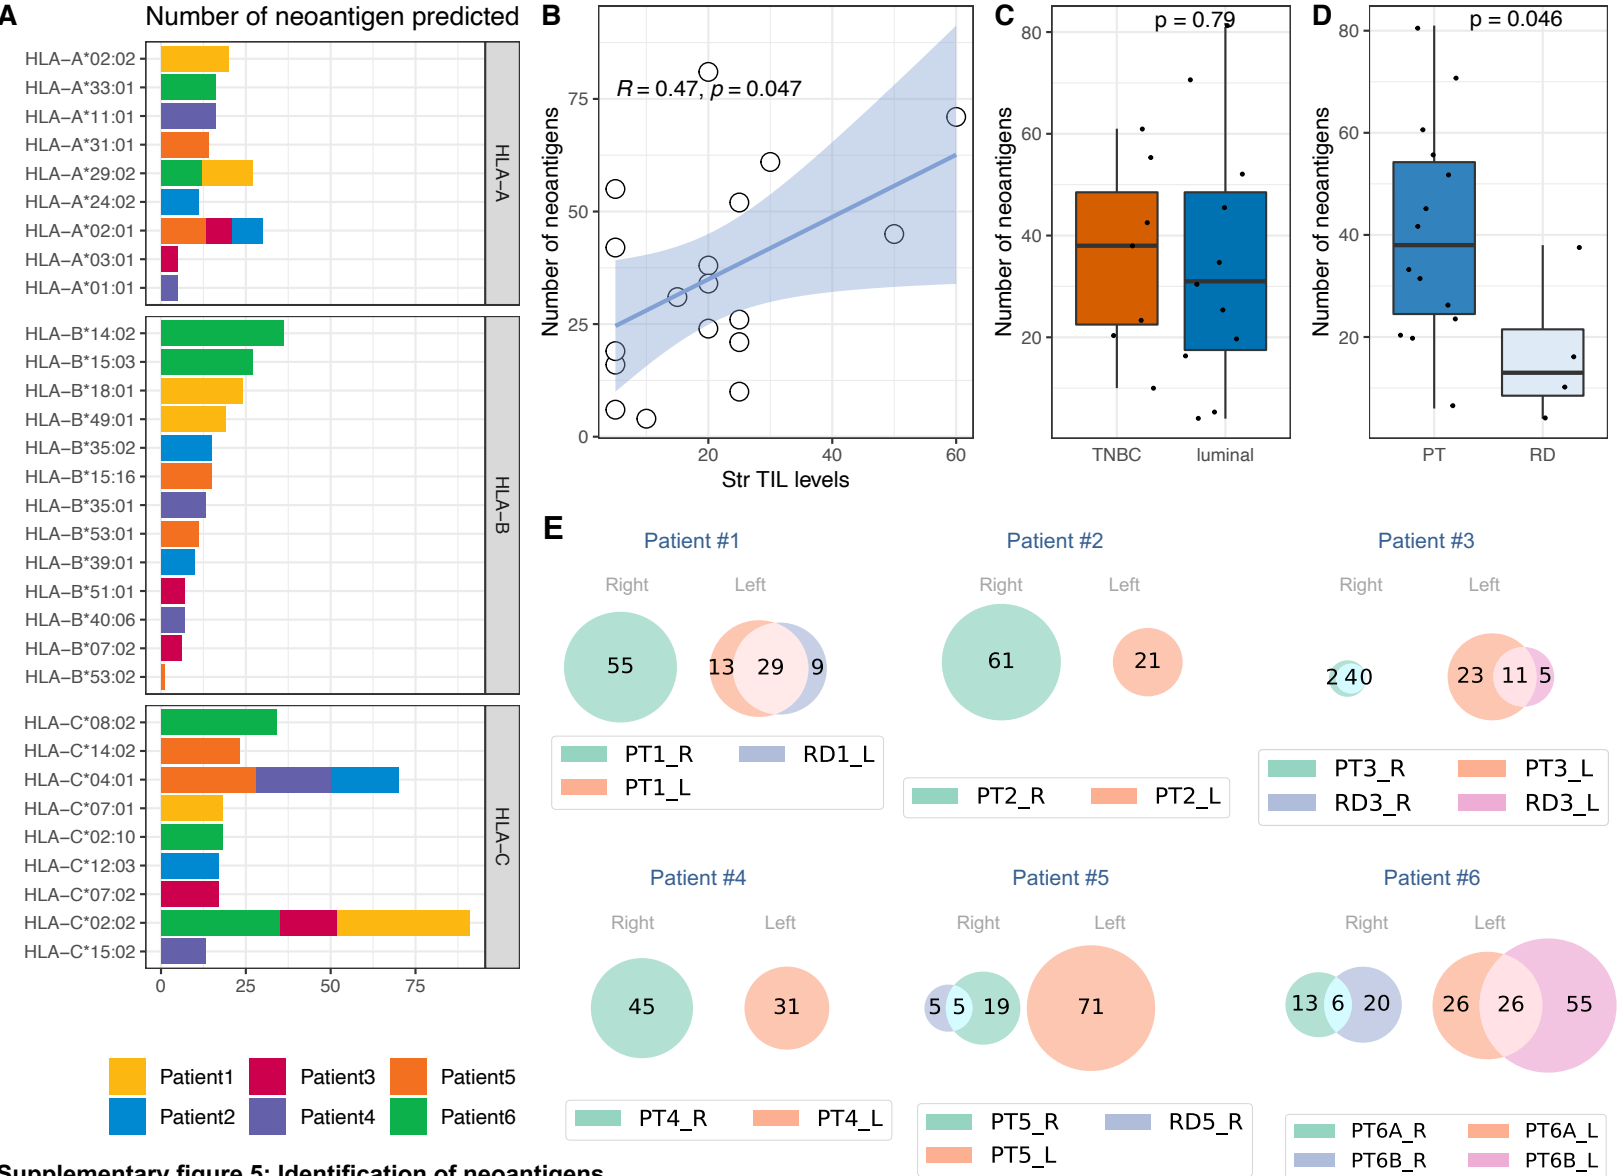 A
Number of neoantigen predicted
HLA-A*02:02
HLA-A*33:01
HLA-A*11:01
HLA-A*31:01
HLA-A*29:02
HLA-A*24:02
HLA-A*02:01
HLA-A*03:01
HLA-A*01:01
HLA-A
HLA-B*14:02
HLA-B*15:03
HLA-B*18:01
HLA-B*49:01
HLA-B*35:02
HLA-B*15:16
HLA-B*35:01
HLA-B*53:01
HLA-B*39:01
HLA-B*51:01
HLA-B*40:06
HLA-B*07:02
HLA-B*53:02
HLA-B
HLA-C*08:02
HLA-C*14:02
HLA-C*04:01
HLA-C*07:01
HLA-C*02:10
HLA-C*12:03
HLA-C*07:02
HLA-C*02:02
HLA-C*15:02
HLA-C
0 25 50 75
Patient1 Patient3 Patient5
Patient2 Patient4 Patient6
B
Number of neoantigens
75
50
25
0
R = 0.47, p = 0.047
20 40 60
Str TIL levels
C
Number of neoantigens
80
60
40
20
p = 0.79
TNBC luminal
D
Number of neoantigens
80
60
40
20
p = 0.046
PT RD
E
Patient #1
Right Left
55 13 29 9
PT1_R RD1_L
PT1_L
Patient #2
Right Left
61 21
PT2_R PT2_L
Patient #3
Right Left
2 4 0 23 11 5
PT3_R PT3_L
RD3_R RD3_L
Patient #4
Right Left
45 31
PT4_R PT4_L
Patient #5
Right Left
5 5 19 71
PT5_R RD5_R
PT5_L
Patient #6
Right Left
13 6 20 26 26 55
PT6A_R PT6A_L
PT6B_R PT6B_L
Supplementary figure 5: Identification of neoantigens